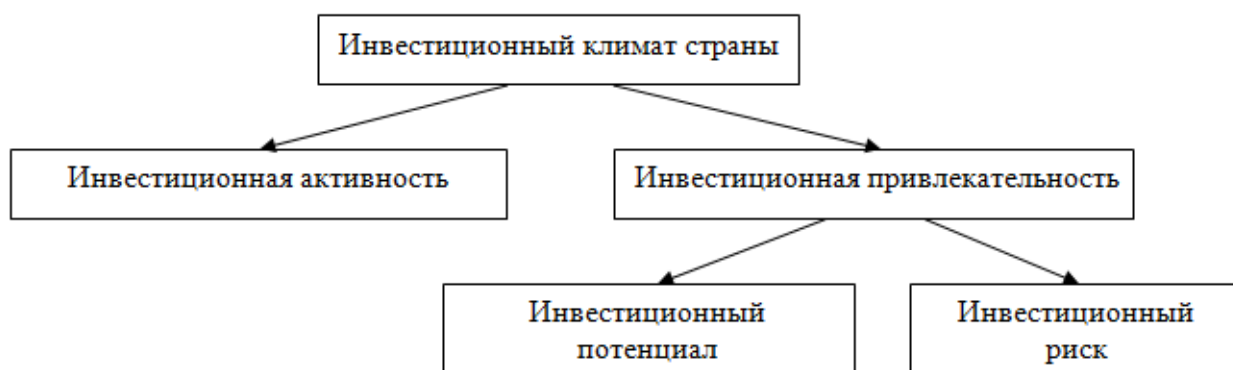 Инвестиционный климат страны
Инвестиционная активность
Инвестиционная привлекательность
Инвестиционный
потенциал
Инвестиционный
риск